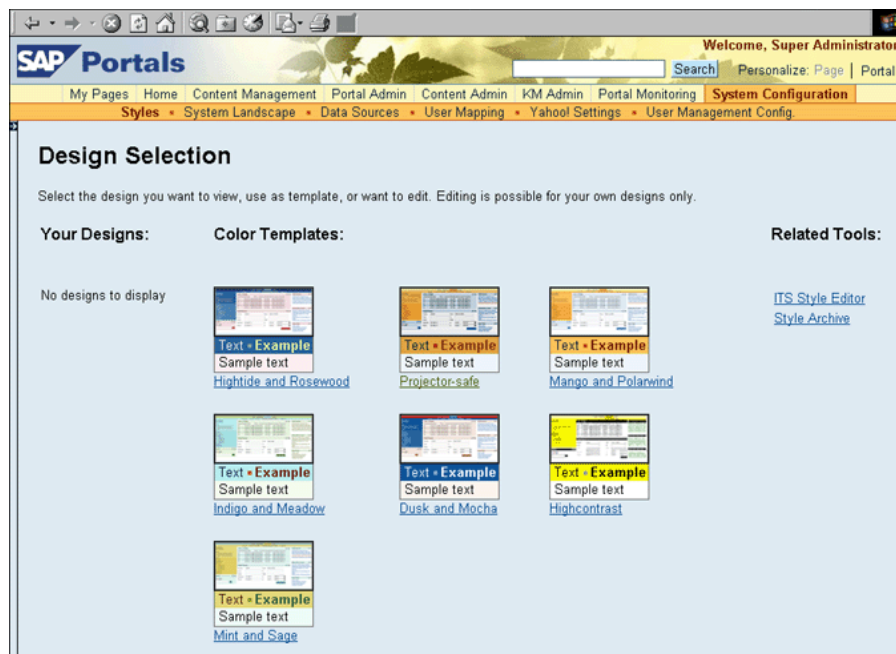 Welcome, Super Administrator
SAP Portals
Search Personalize: Page | Portal
My Pages Home Content Management Portal Admin Content Admin KM Admin Portal Monitoring System Configuration
Styles • System Landscape • Data Sources • User Mapping • Yahoo! Settings • User Management Config.
Design Selection
Select the design you want to view, use as template, or want to edit. Editing is possible for your own designs only.
Your Designs: Color Templates: Related Tools:
No designs to display
ITS Style Editor
Style Archive
Text • Example Text • Example Text • Example
Sample text Sample text Sample text
Hightide and Rosewood Projector-safe Mango and Polarwind
Text • Example Text • Example Text • Example
Sample text Sample text Sample text
Indigo and Meadow Dusk and Mocha Highcontrast
Text • Example
Sample text
Mint and Sage